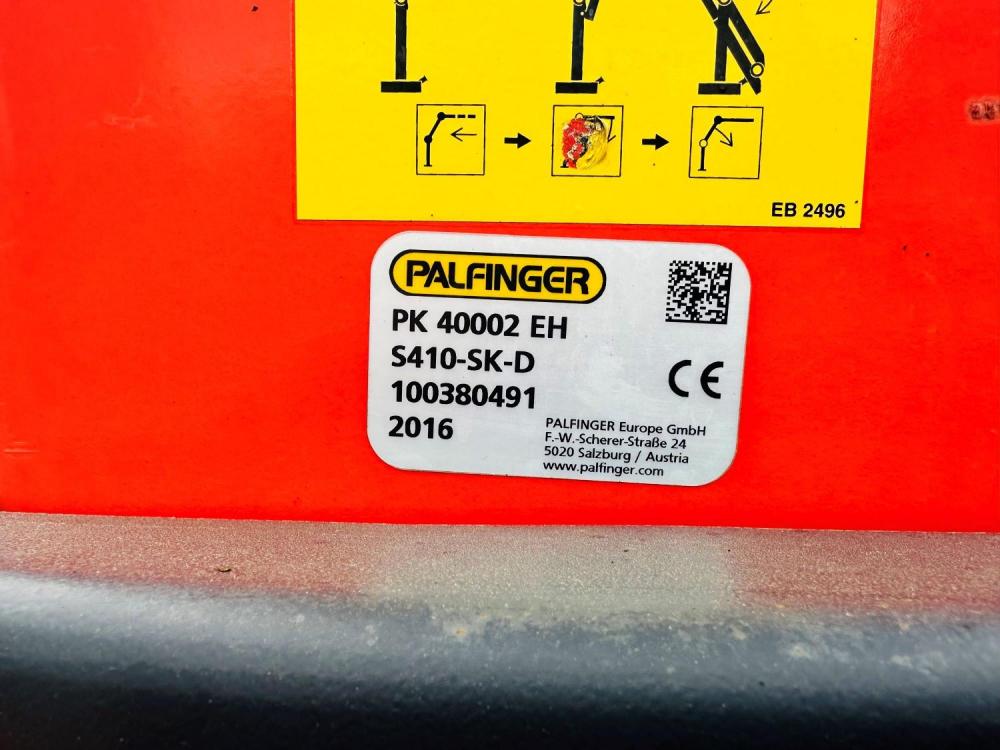 EB 2496
PALFINGER
PK 40002 EH
S410-SK-D
100380491
2016
CE
PALFINGER Europe GmbH
F.-W.-Scherer-Straße 24
5020 Salzburg / Austria
www.palfinger.com